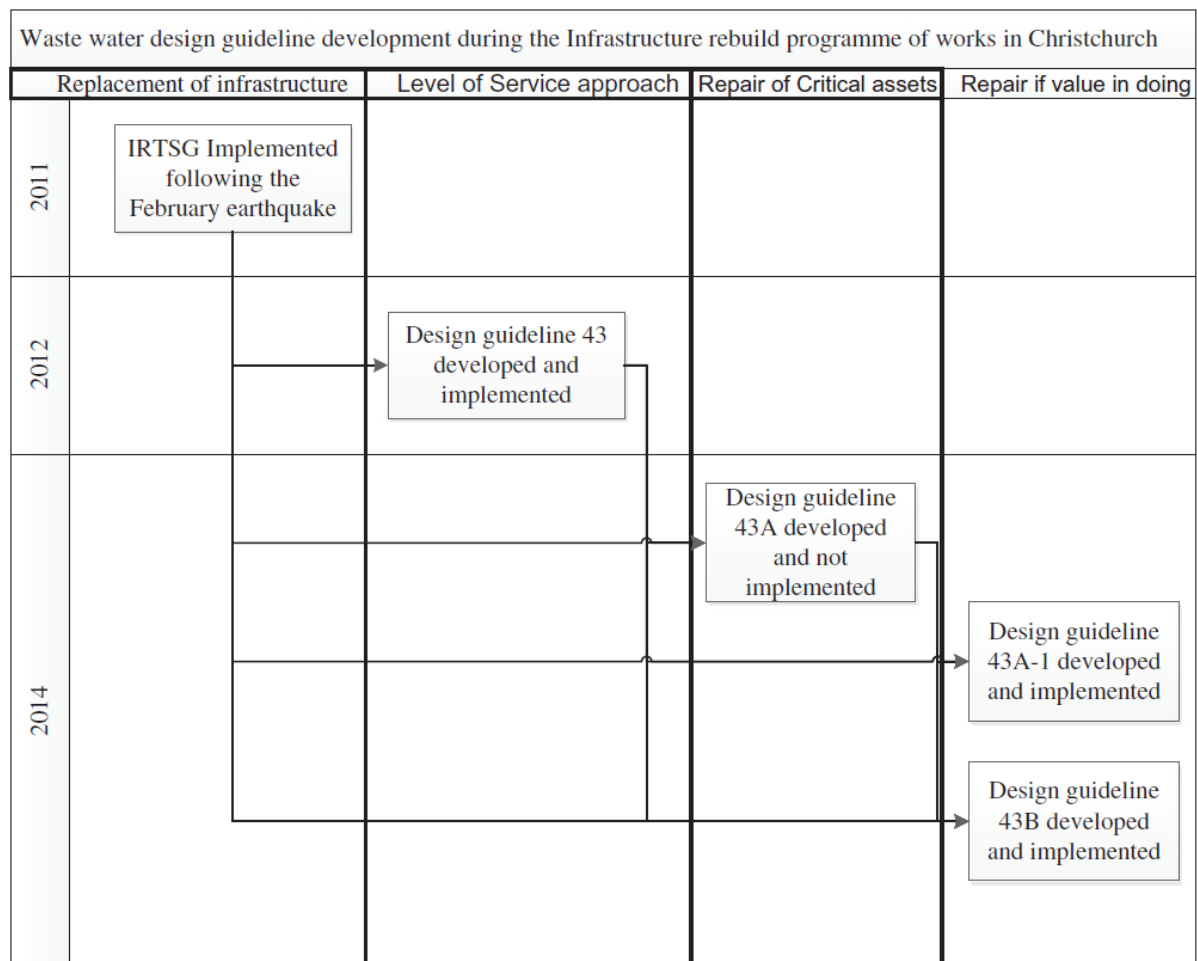 Waste water design guideline development during the Infrastructure rebuild programme of works in Christchurch
Replacement of infrastructure
Level of Service approach
Repair of Critical assets
Repair if value in doing
2011
IRTSG Implemented
following the
February earthquake
2012
Design guideline 43
developed and
implemented
2014
Design guideline
43A developed
and not
implemented
Design guideline
43A-1 developed
and implemented
Design guideline
43B developed
and implemented